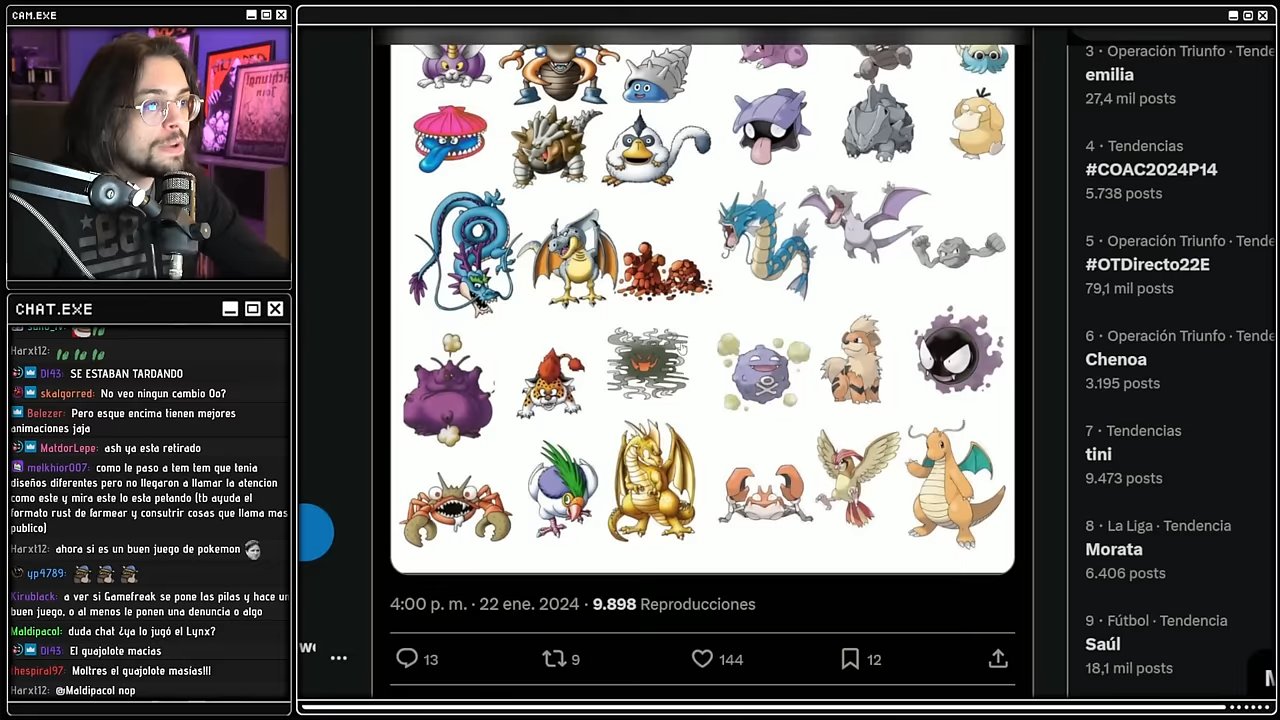 CAM.EXE
CHAT.EXE
Harxt12:
DI43: SE ESTABAN TARDANDO
skalgorred: No veo ningun cambio Oo?
Belezer: Pero esque encima tienen mejores
animaciones jaja
MatdorLepe: ash ya esta retirado
melkhior007: como le paso a tem tem que tenia
diseños diferentes pero no llegaron a llamar la atencion
como este y mira este lo esta pelando (tb ayuda el
formato rust de farmear y consutrir cosas que llama mas
publico)
Harxt12: ahora si es un buen juego de pokemon
yp4789:
Kirublack: a ver si Gamefreak se pone las pilas y hace un
buen juego, o al menos le ponen una denuncia o algo
Maldipacol: duda chat ¿ya lo jugó el Lynx?
DI43: El guajolote macias
thespiral97: Moltres el guajolote masías!!!
Harxt12: @Maldipacol nop
4:00 p. m. · 22 ene. 2024 · 9.898 Reproducciones
13
9
144
12
3 · Operación Triunfo · Tende
emilia
27,4 mil posts
4 · Tendencias
#COAC2024P14
5.738 posts
5 · Operación Triunfo · Tende
#OTDirecto22E
79,1 mil posts
6 · Operación Triunfo · Tende
Chenoa
3.195 posts
7 · Tendencias
tini
9.473 posts
8 · La Liga · Tendencia
Morata
6.406 posts
9 · Fútbol · Tendencia
Saúl
18,1 mil posts